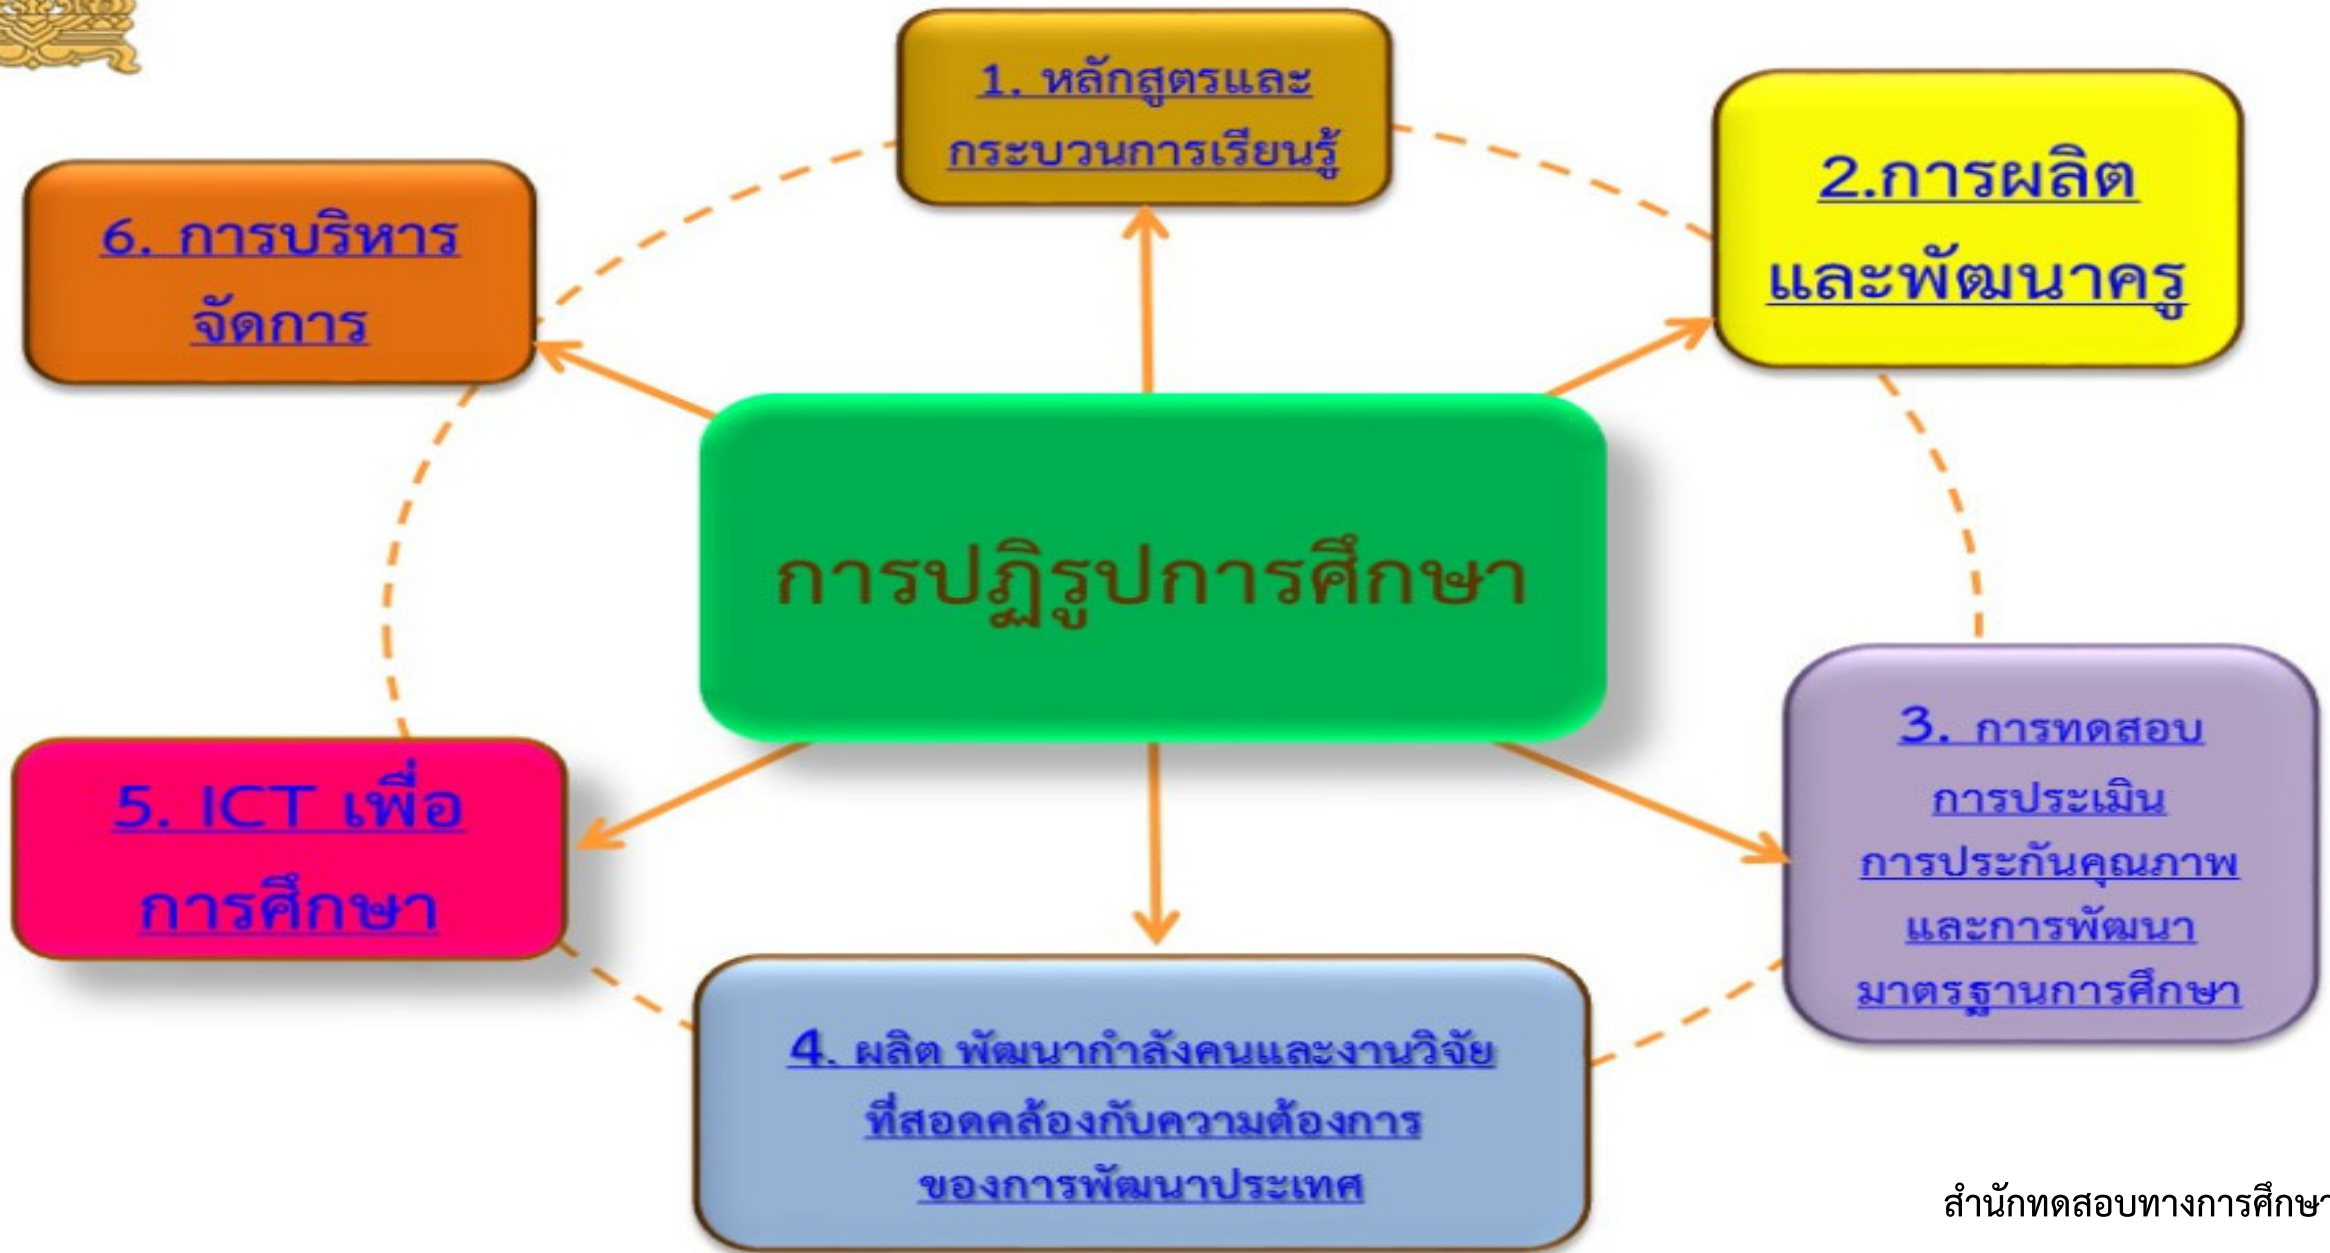 1. หลักสูตรและ
กระบวนการเรียนรู้
2.การผลิต
และพัฒนาครู
3. การทดสอบ
การประเมิน
การประกันคุณภาพ
และการพัฒนา
มาตรฐานการศึกษา
4. ผลิต พัฒนากำลังคนและงานวิจัย
ที่สอดคล้องกับความต้องการ
ของการพัฒนาประเทศ
5. ICT เพื่อ
การศึกษา
6. การบริหาร
จัดการ
การปฏิรูปการศึกษา
สำนักทดสอบทางการศึกษา